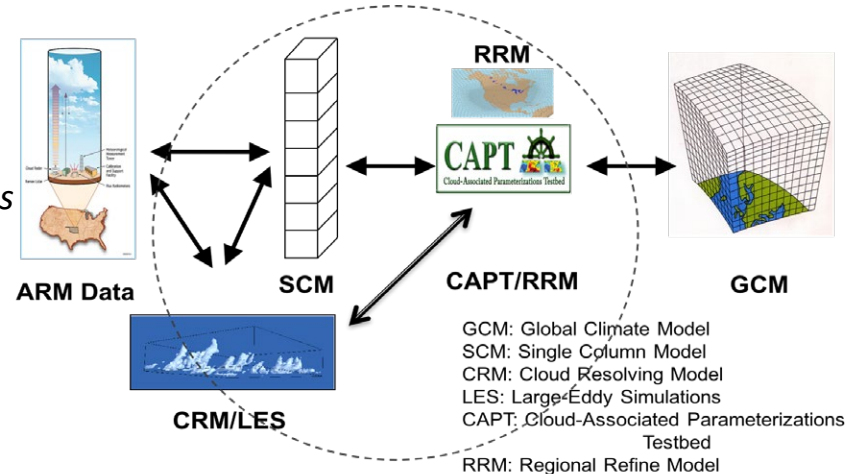 RRM
CAPT
Cloud-Associated Parameterizations Testbed
s
ARM Data
SCM
CAPT/RRM
GCM
CRM/LES
GCM: Global Climate Model
SCM: Single Column Model
CRM: Cloud Resolving Model
LES: Large-Eddy Simulations
CAPT: Cloud-Associated Parameterizations
Testbed
RRM: Regional Refine Model